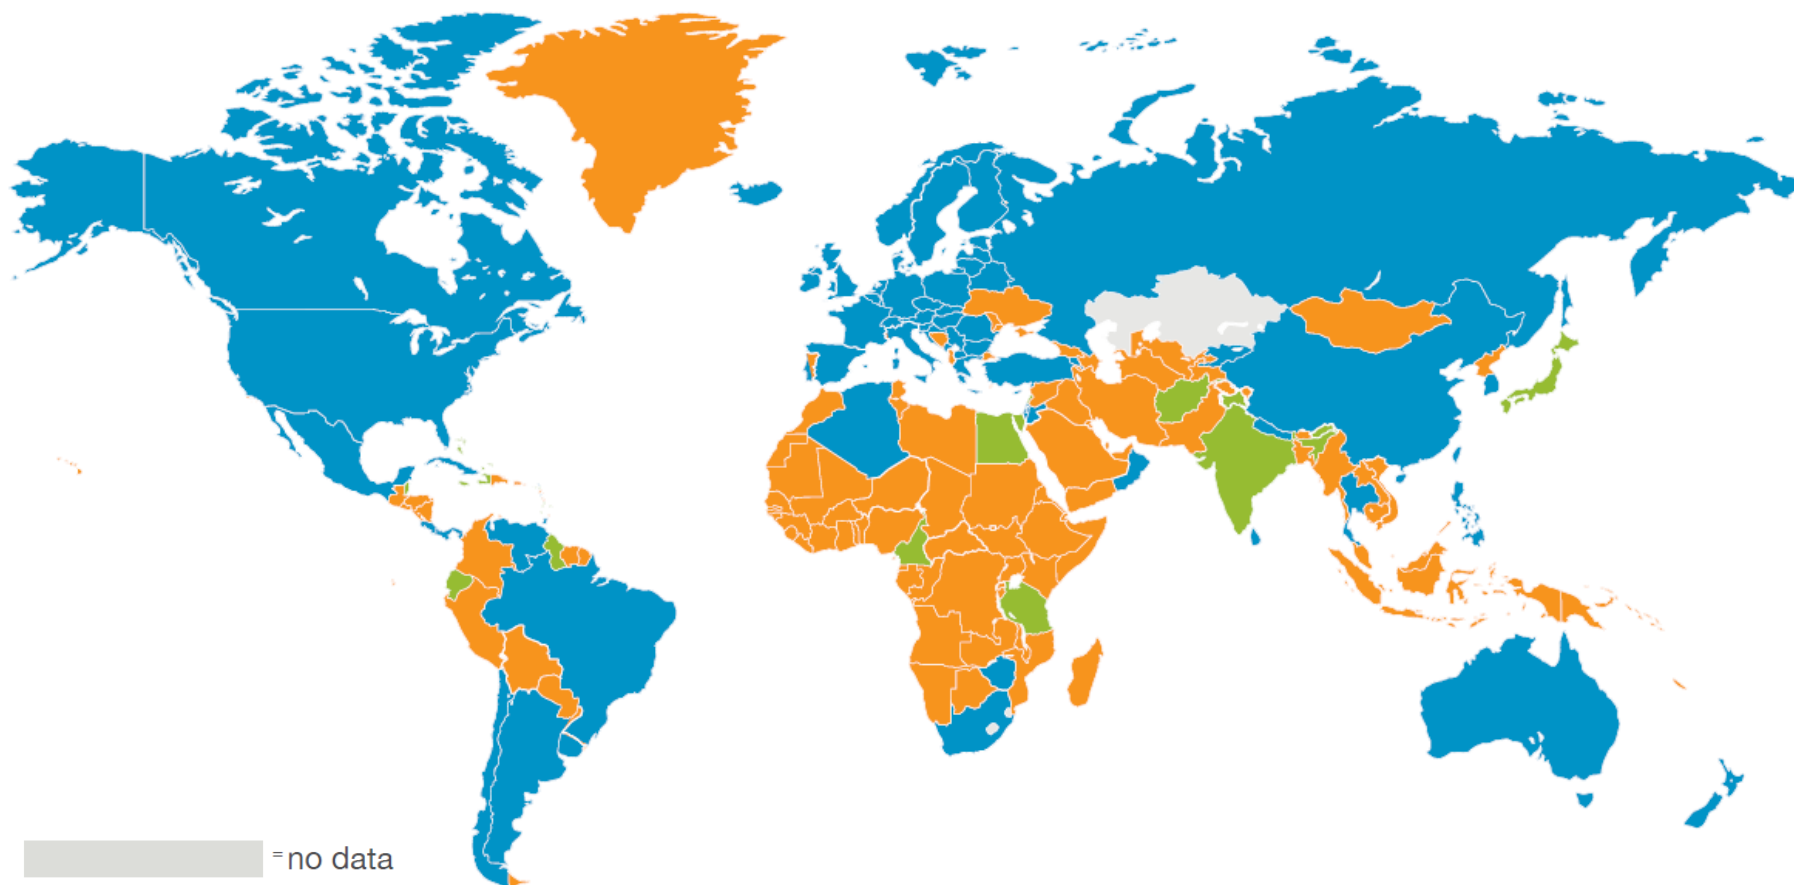 = no data